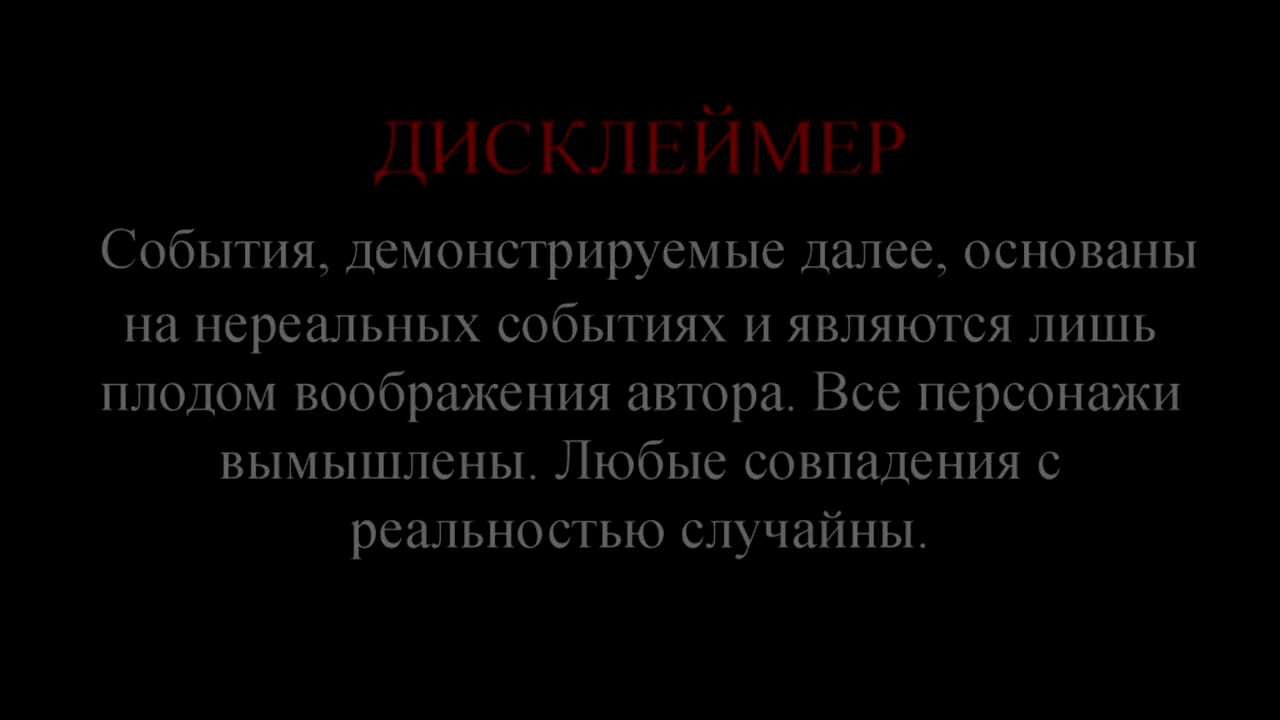 ДИСКЛЕЙМЕР
События, демонстрируемые далее, основаны
на нереальных событиях и являются лишь
плодом воображения автора. Все персонажи
вымышлены. Любые совпадения с
реальностью случайны.